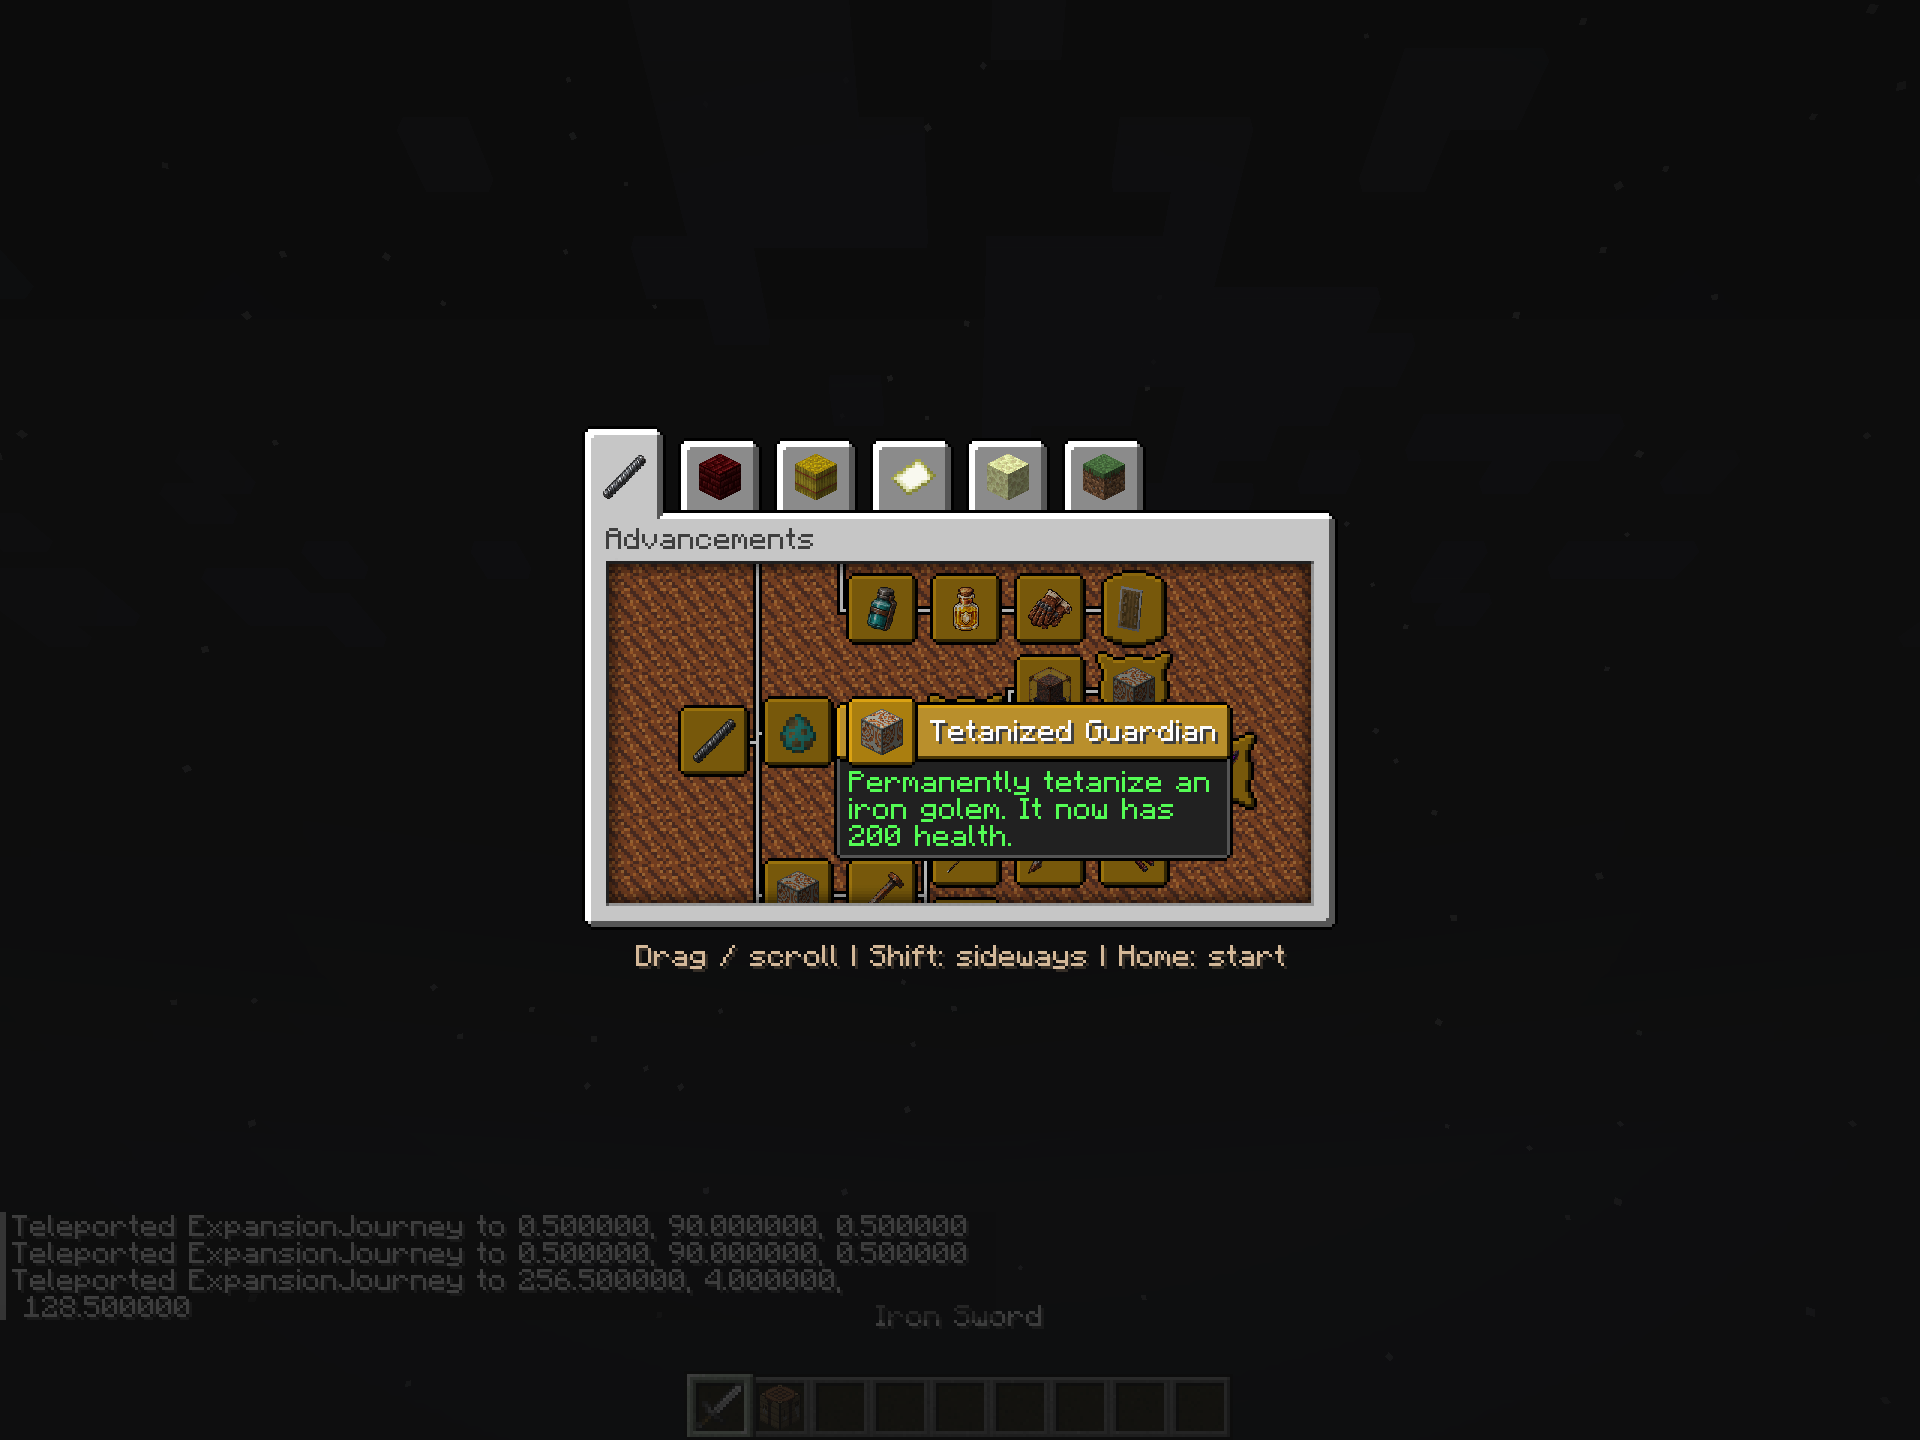 Advancements
Tetanized Guardian
Permanently tetanize an
iron golem. It now has
200 health.
Drag / scroll | Shift: sideways | Home: start
Teleported ExpansionJourney to 0.500000, 90.000000, 0.500000
Teleported ExpansionJourney to 0.500000, 90.000000, 0.500000
Teleported ExpansionJourney to 256.500000, 4.000000,
128.500000
Iron Sword